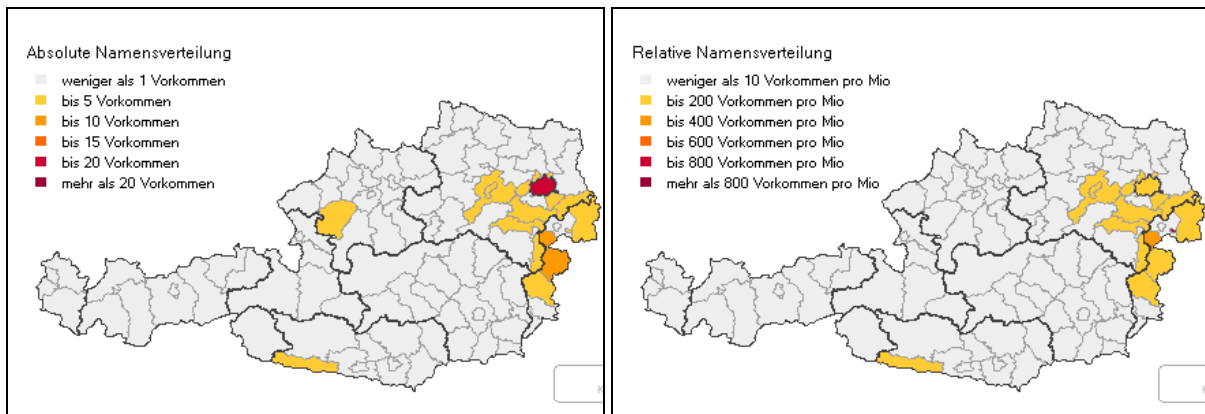 Absolute Namensverteilung
weniger als 1 Vorkommen
bis 5 Vorkommen
bis 10 Vorkommen
bis 15 Vorkommen
bis 20 Vorkommen
mehr als 20 Vorkommen
K
Relative Namensverteilung
weniger als 10 Vorkommen pro Mio
bis 200 Vorkommen pro Mio
bis 400 Vorkommen pro Mio
bis 600 Vorkommen pro Mio
bis 800 Vorkommen pro Mio
mehr als 800 Vorkommen pro Mio
K